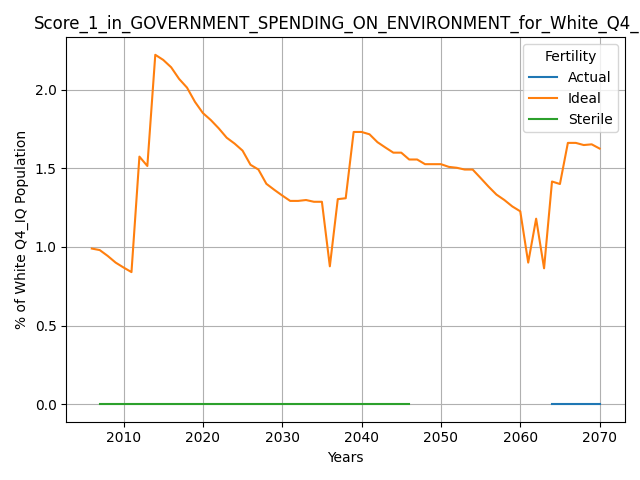 Score_1_in_GOVERNMENT_SPENDING_ON_ENVIRONMENT_for_White_Q4_
Fertility
Actual
Ideal
Sterile
% of White Q4_IQ Population
2.0
1.5
1.0
0.5
0.0
2010
2020
2030
2040
2050
2060
2070
Years